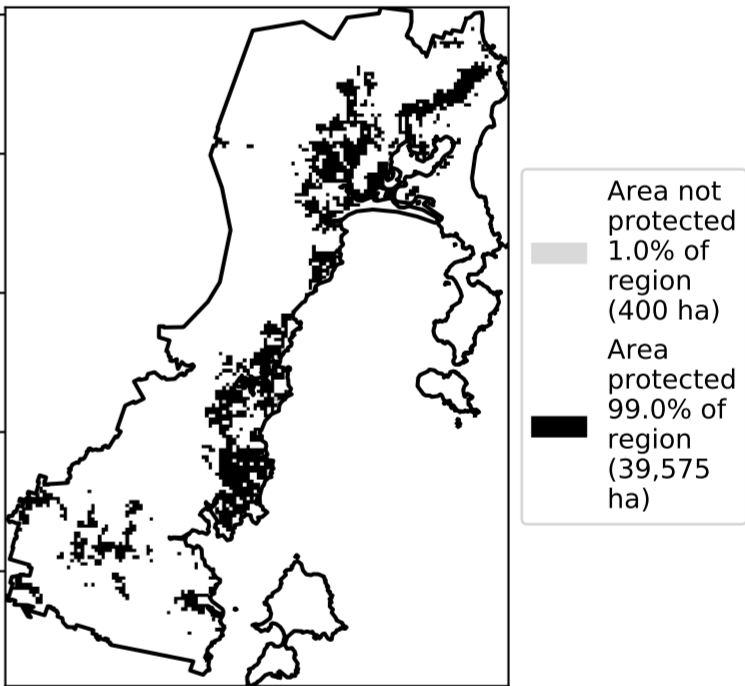 Area not
protected
1.0% of
region
(400 ha)
Area
protected
99.0% of
region
(39,575
ha)